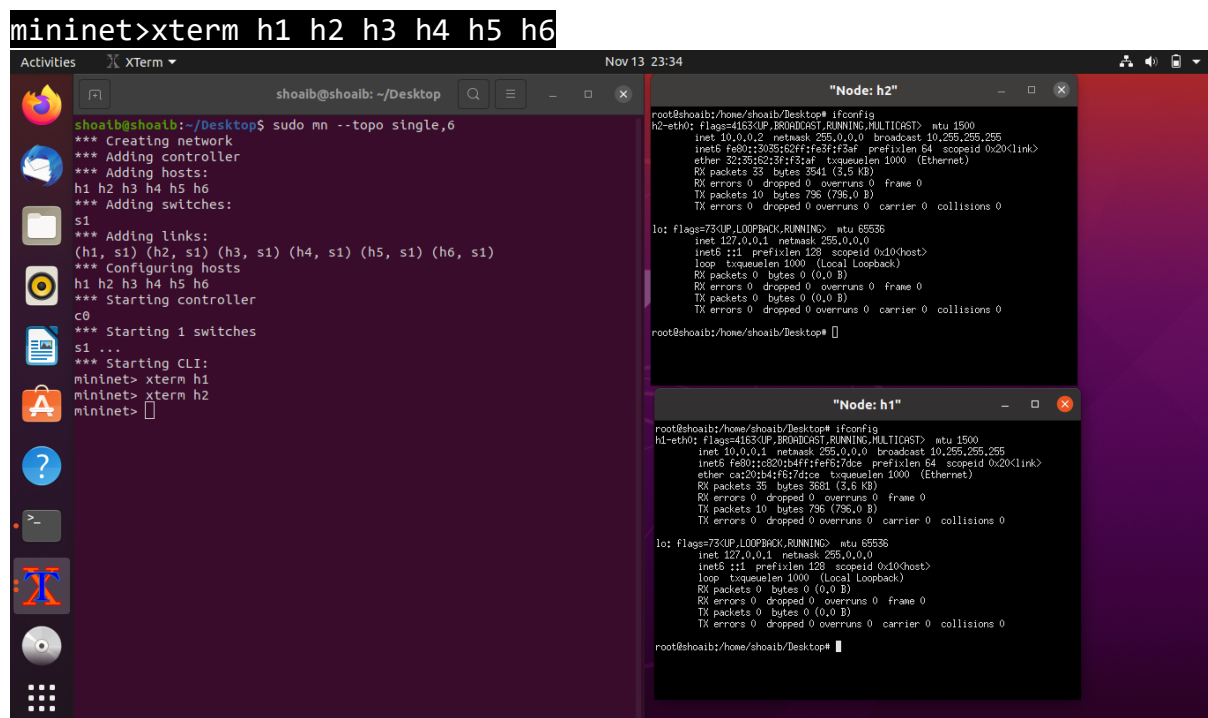 mininet>xterm h1 h2 h3 h4 h5 h6
Activities XTerm Nov 13 23:34
shoaib@shoaib: ~/Desktop
shoaib@shoaib:~/Desktop$ sudo mn --topo single,6
*** Creating network
*** Adding controller
*** Adding hosts:
h1 h2 h3 h4 h5 h6
*** Adding switches:
s1
*** Adding links:
(h1, s1) (h2, s1) (h3, s1) (h4, s1) (h5, s1) (h6, s1)
*** Configuring hosts
h1 h2 h3 h4 h5 h6
*** Starting controller
c0
*** Starting 1 switches
s1 ...
*** Starting CLI:
mininet> xterm h1
mininet> xterm h2
mininet>
"Node: h2"
root@shoaib:/home/shoaib/Desktop# ifconfig
h2-eth0: flags=4163<UP,BROADCAST,RUNNING,MULTICAST> mtu 1500
inet 10.0.0.2 netmask 255.0.0.0 broadcast 10.255.255.255
inet6 fe80::3035:62ff:fe3f:f3af prefixlen 64 scopeid 0x20<link>
ether 32:35:62:3f:f3:af txqueuelen 1000 (Ethernet)
RX packets 33 bytes 3541 (3.5 KB)
RX errors 0 dropped 0 overruns 0 frame 0
TX packets 10 bytes 796 (796.0 B)
TX errors 0 dropped 0 overruns 0 carrier 0 collisions 0
lo: flags=73<UP,LOOPBACK,RUNNING> mtu 65536
inet 127.0.0.1 netmask 255.0.0.0
inet6 ::1 prefixlen 128 scopeid 0x10<host>
loop txqueuelen 1000 (Local Loopback)
RX packets 0 bytes 0 (0.0 B)
RX errors 0 dropped 0 overruns 0 frame 0
TX packets 0 bytes 0 (0.0 B)
TX errors 0 dropped 0 overruns 0 carrier 0 collisions 0
root@shoaib:/home/shoaib/Desktop#
"Node: h1"
root@shoaib:/home/shoaib/Desktop# ifconfig
h1-eth0: flags=4163<UP,BROADCAST,RUNNING,MULTICAST> mtu 1500
inet 10.0.0.1 netmask 255.0.0.0 broadcast 10.255.255.255
inet6 fe80::c820:b4ff:fef6:7dce prefixlen 64 scopeid 0x20<link>
ether ca:20:b4:f6:7d:ce txqueuelen 1000 (Ethernet)
RX packets 35 bytes 3681 (3.6 KB)
RX errors 0 dropped 0 overruns 0 frame 0
TX packets 10 bytes 796 (796.0 B)
TX errors 0 dropped 0 overruns 0 carrier 0 collisions 0
lo: flags=73<UP,LOOPBACK,RUNNING> mtu 65536
inet 127.0.0.1 netmask 255.0.0.0
inet6 ::1 prefixlen 128 scopeid 0x10<host>
loop txqueuelen 1000 (Local Loopback)
RX packets 0 bytes 0 (0.0 B)
RX errors 0 dropped 0 overruns 0 frame 0
TX packets 0 bytes 0 (0.0 B)
TX errors 0 dropped 0 overruns 0 carrier 0 collisions 0
root@shoaib:/home/shoaib/Desktop#